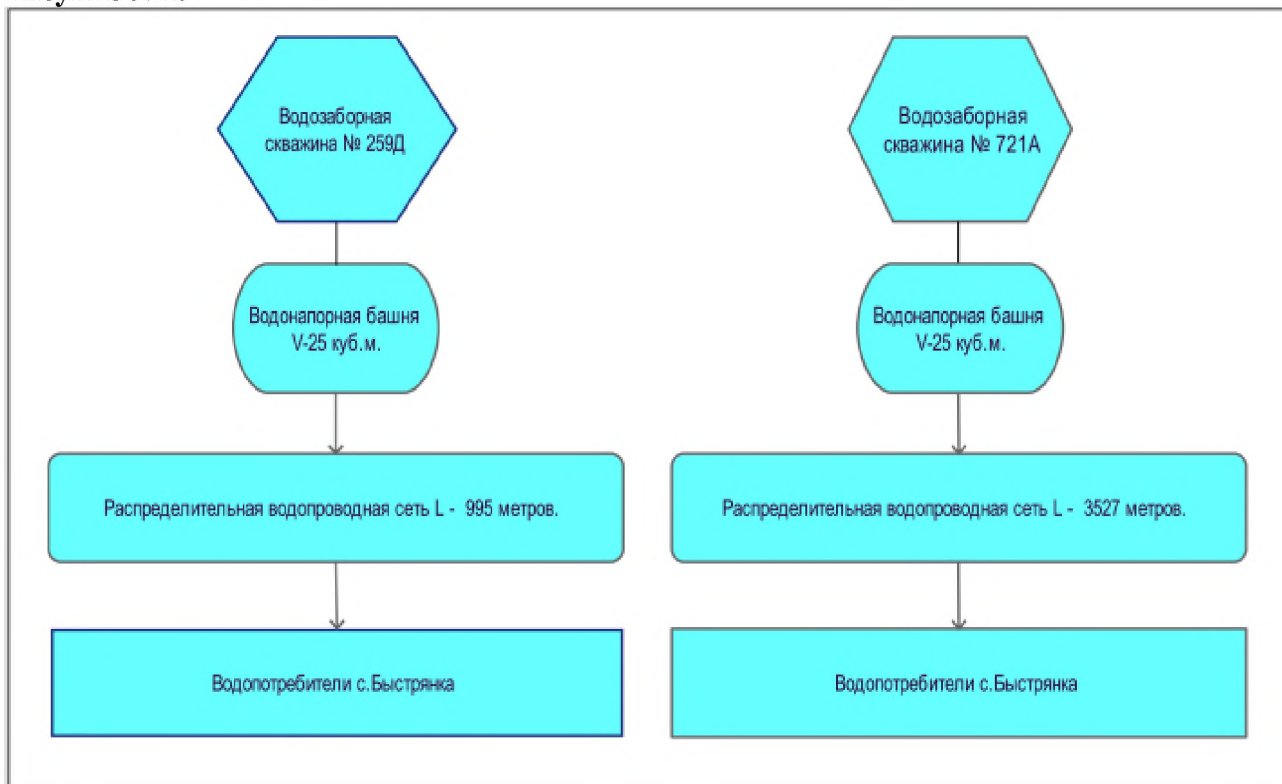 Водозаборная
скважина № 259Д
Водонапорная башня
V-25 куб.м.
Распределительная водопроводная сеть L - 995 метров.
Водопотребители с.Быстрянка
Водозаборная
скважина № 721А
Водонапорная башня
V-25 куб.м.
Распределительная водопроводная сеть L - 3527 метров.
Водопотребители с.Быстрянка